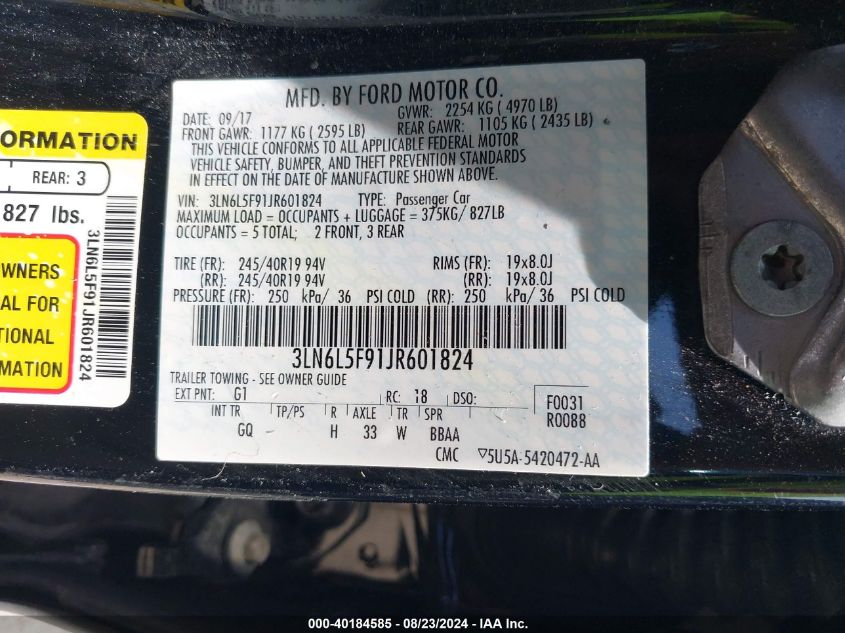 MFD. BY FORD MOTOR CO.
DATE: 09/17 GVWR: 2254 KG ( 4970 LB)
FRONT GAWR: 1177 KG ( 2595 LB) REAR GAWR: 1105 KG ( 2435 LB)
THIS VEHICLE CONFORMS TO ALL APPLICABLE FEDERAL MOTOR
VEHICLE SAFETY, BUMPER, AND THEFT PREVENTION STANDARDS
IN EFFECT ON THE DATE OF MANUFACTURE SHOWN ABOVE.
VIN: 3LN6L5F91JR601824 TYPE: Passenger Car
MAXIMUM LOAD = OCCUPANTS + LUGGAGE = 375KG/ 827LB
OCCUPANTS = 5 TOTAL; 2 FRONT, 3 REAR
TIRE (FR): 245/40R19 94V RIMS (FR): 19x8.0J
(RR): 245/40R19 94V (RR): 19x8.0J
PRESSURE (FR): 250 kPa/ 36 PSI COLD (RR): 250 kPa/ 36 PSI COLD
3LN6L5F91JR601824
TRAILER TOWING - SEE OWNER GUIDE
EXT PNT: G1 RC: 18 DSO: F0031
INT TR TP/PS R AXLE TR SPR R0088
GQ H 33 W BBAA
CMC 5U5A-5420472-AA
ORMATION
REAR: 3
827 lbs.
WNERS
AL FOR
TIONAL
3LN6L5F91JR601824
000-40184585 - 08/23/2024 - IAA Inc.